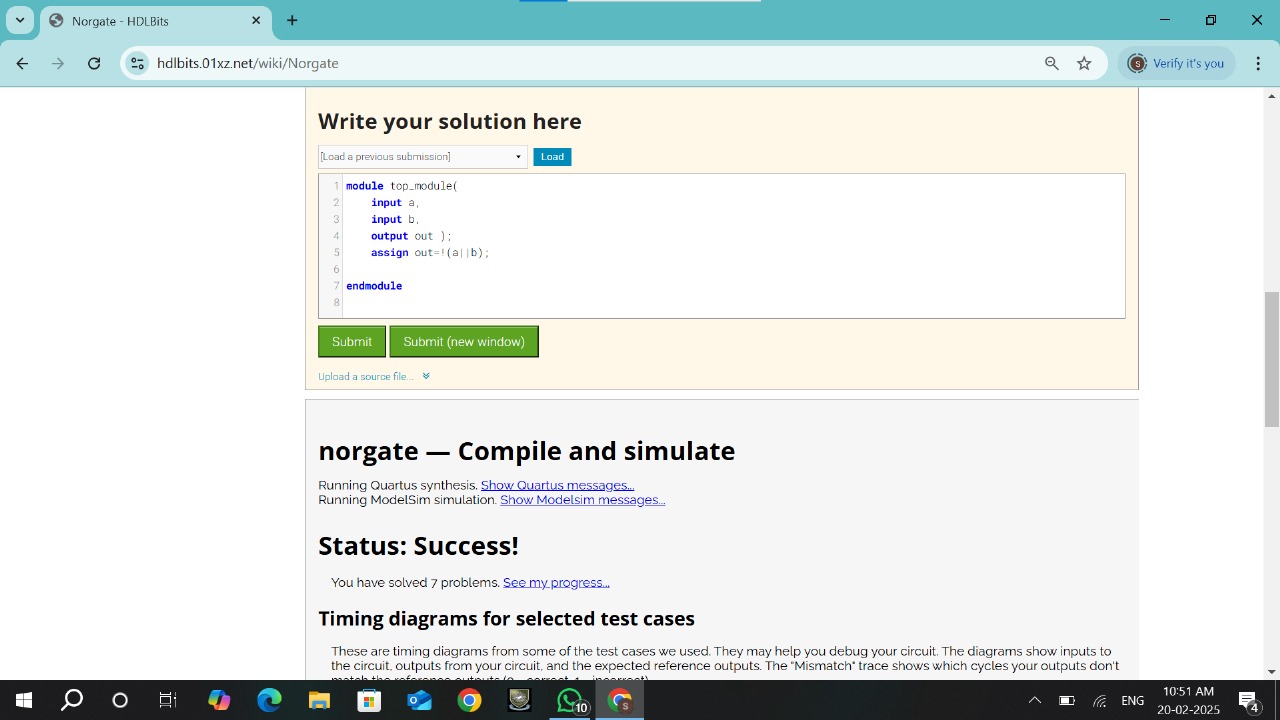 Norgate - HDLBits
hdlbits.01xz.net/wiki/Norgate
Verify it's you
Write your solution here
[Load a previous submission]
Load
1 module top_module(
2 input a,
3 input b,
4 output out );
5 assign out=!(a||b);
6
7 endmodule
8
Submit
Submit (new window)
Upload a source file...
norgate — Compile and simulate
Running Quartus synthesis. Show Quartus messages...
Running ModelSim simulation. Show Modelsim messages...
Status: Success!
You have solved 7 problems. See my progress...
Timing diagrams for selected test cases
These are timing diagrams from some of the test cases we used. They may help you debug your circuit. The diagrams show inputs to
the circuit, outputs from your circuit, and the expected reference outputs. The "Mismatch" trace shows which cycles your outputs don't
10
S
ENG
10:51 AM
20-02-2025
4